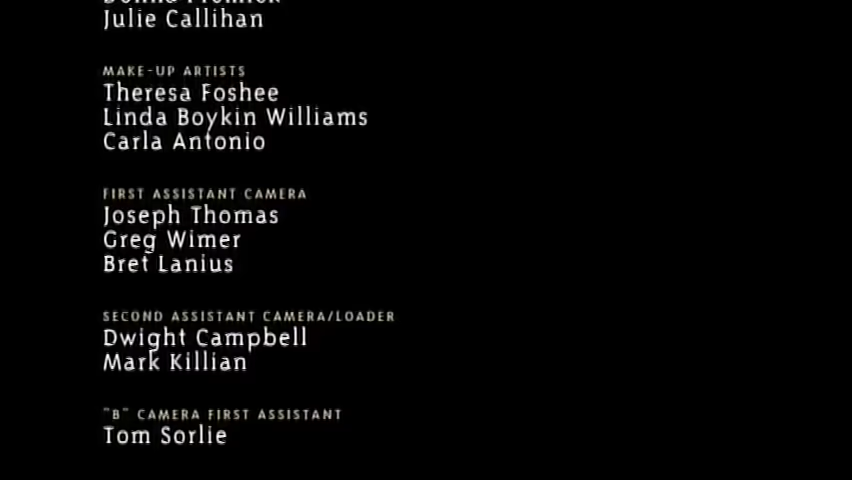 Julie Callihan
MAKE-UP ARTISTS
Theresa Foshee
Linda Boykin Williams
Carla Antonio
FIRST ASSISTANT CAMERA
Joseph Thomas
Greg Wimer
Bret Lanius
SECOND ASSISTANT CAMERA/LOADER
Dwight Campbell
Mark Killian
"B" CAMERA FIRST ASSISTANT
Tom Sorlie